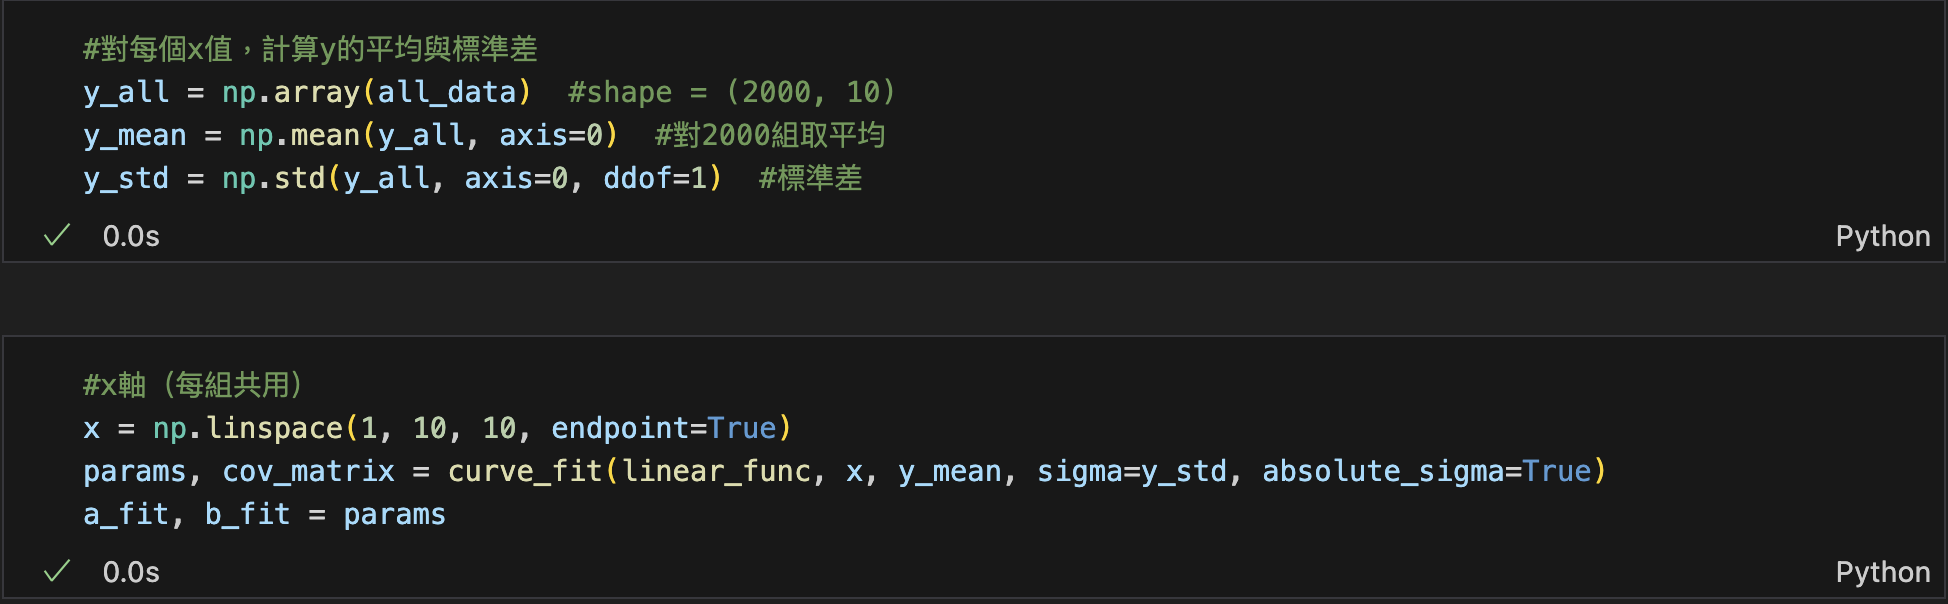 #對每個x值，計算y的平均與標準差
y_all = np.array(all_data)  #shape = (2000, 10)
y_mean = np.mean(y_all, axis=0)  #對2000組取平均
y_std = np.std(y_all, axis=0, ddof=1)  #標準差
0.0s
Python
#x軸（每組共用）
x = np.linspace(1, 10, 10, endpoint=True)
params, cov_matrix = curve_fit(linear_func, x, y_mean, sigma=y_std, absolute_sigma=True)
a_fit, b_fit = params
0.0s
Python